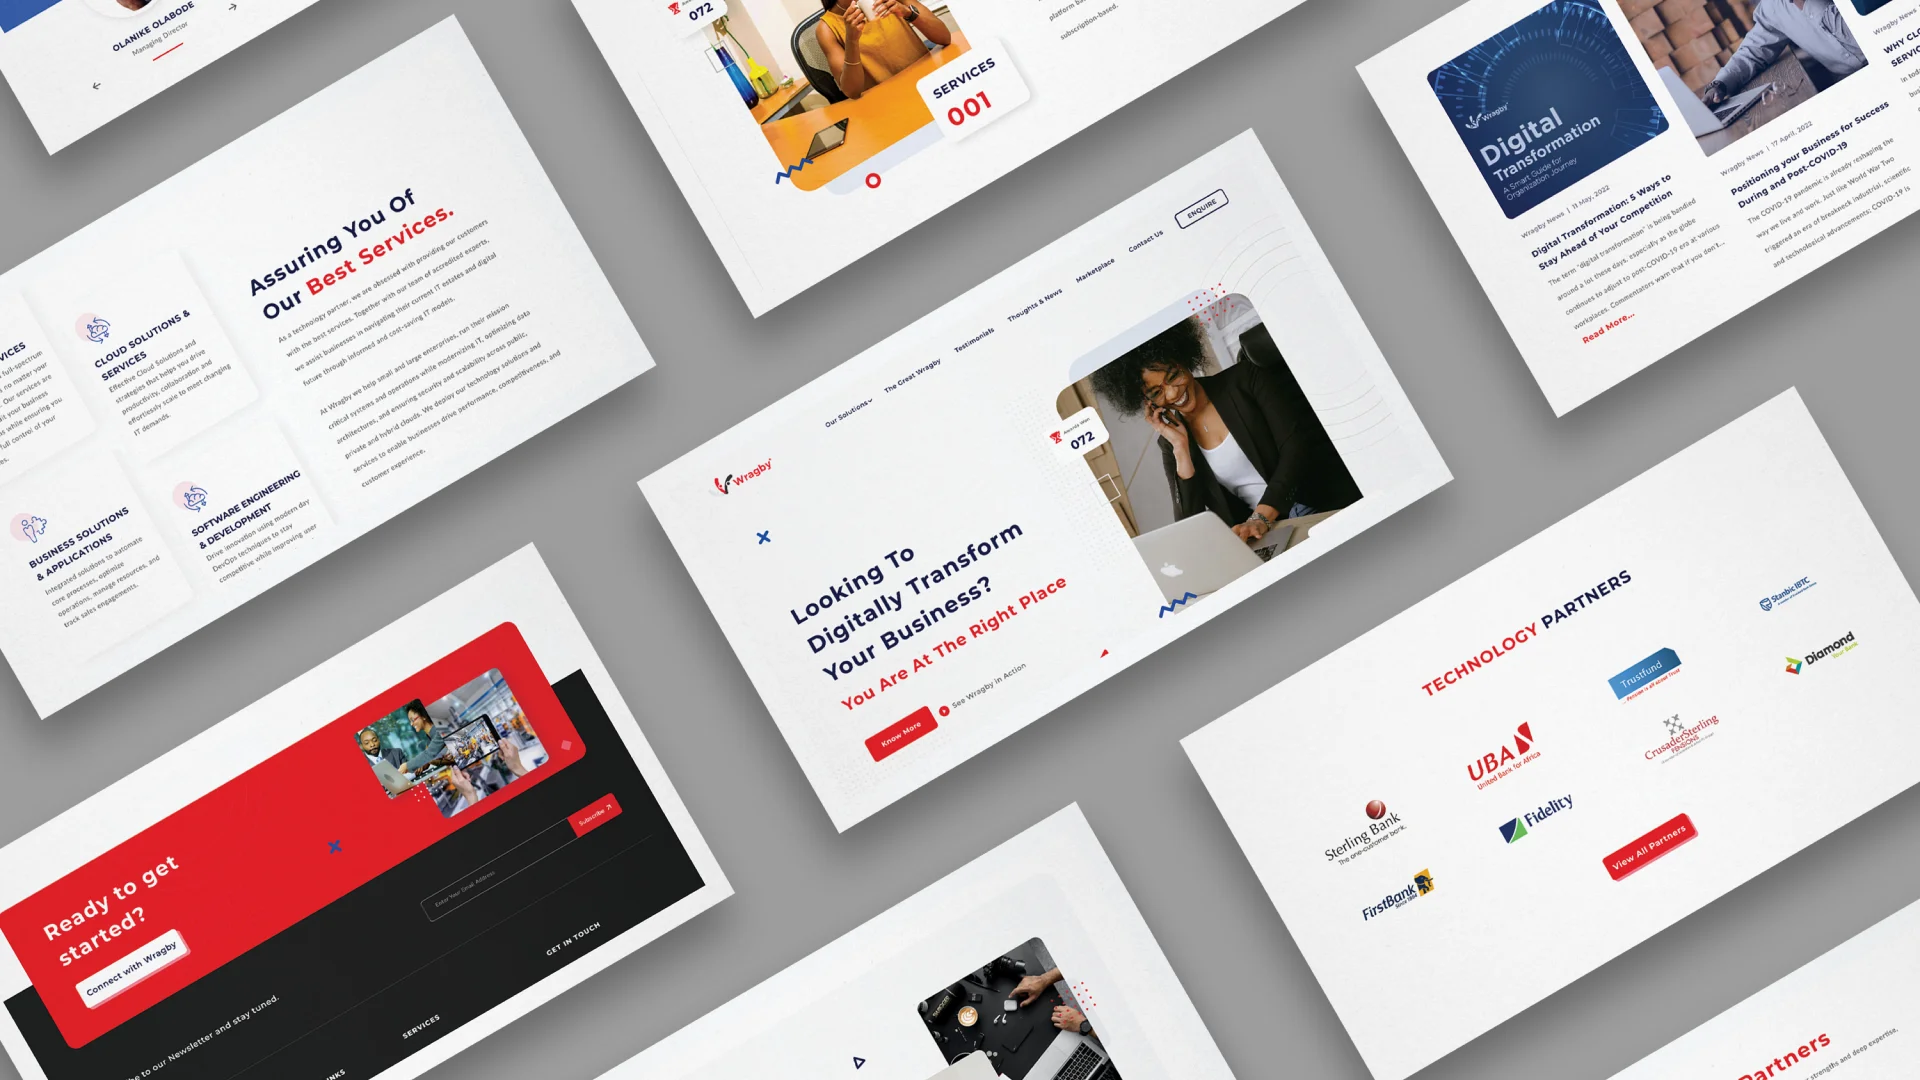 OLANIKE OLABODE
Managing Director
072
SERVICES
001
platform
subscription-based.
Wragby
Digital
Transformation
A Smart Guide for
Organization Journey
Wragby News | 11 May, 2022
Digital Transformation: 5 Ways to
Stay Ahead of Your Competition
The term "digital transformation" is being bandied
around a lot these days, especially as the globe
continues to adjust to post-COVID-19 era at various
workplaces. Commentators warn that if you don't...
Read More...
Wragby News | 17 April, 2022
Positioning your Business for Success
During and Post-COVID-19
The COVID-19 pandemic is already reshaping the
way we live and work. Just like World War Two
triggered an era of breakneck industrial, scientific
and technological advancements; COVID-19 is
Wragby
WHY
Assuring You Of
Our Best Services.
As a technology partner, we are obsessed with providing our customers
with the best services. Together with our team of accredited experts,
we assist businesses in navigating their current IT estates and digital
future through informed and cost-saving IT models.
At Wragby we help small and large enterprises, run their mission
critical systems and operations while modernizing IT, optimizing data
architectures, and ensuring security and scalability across public,
private and hybrid clouds. We deploy our technology solutions and
services to enable businesses drive performance, competitiveness, and
customer experience.
full-spectrum
no matter your
Our services are
your business
while ensuring you
full control of your
CLOUD SOLUTIONS &
SERVICES
Effective Cloud Solutions and
strategies that helps you drive
productivity, collaboration and
effortlessly scale to meet changing
IT demands.
BUSINESS SOLUTIONS
& APPLICATIONS
Integrated solutions to automate
core processes, optimize
operations, manage resources, and
track sales engagements.
SOFTWARE ENGINEERING
& DEVELOPMENT
Drive innovation using modern day
DevOps techniques to stay
competitive while improving user
Wragby
Our Solutions
The Great Wragby
Testimonials
Thoughts & News
Marketplace
Contact Us
ENQUIRE
Awards Won
072
Looking To
Digitally Transform
Your Business?
You Are At The Right Place
Know More
See Wragby in Action
TECHNOLOGY PARTNERS
Stanbic IBTC
Diamond
Your Bank
Trustfund
CrusaderSterling
PENSIONS
UBA
United Bank for Africa
Fidelity
Sterling Bank
The one-customer bank.
FirstBank
Since 1894
View All Partners
Ready to get
started?
Connect with Wragby
Enter Your Email Address
Subscribe
to our Newsletter and stay tuned.
SERVICES
GET IN TOUCH
Partners
strengths and deep expertise,